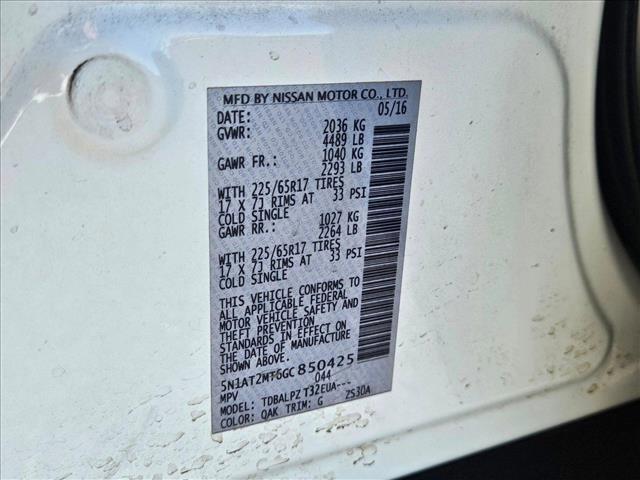 MFD BY NISSAN MOTOR CO., LTD.
DATE: 05/16
GVWR: 2036 KG
4489 LB
GAWR FR.: 1040 KG
2293 LB
WITH 225/65R17 TIRES
17 X 7J RIMS AT 33 PSI
COLD SINGLE
GAWR RR.: 1027 KG
2264 LB
WITH 225/65R17 TIRES
17 X 7J RIMS AT 33 PSI
COLD SINGLE
THIS VEHICLE CONFORMS TO
ALL APPLICABLE FEDERAL
MOTOR VEHICLE SAFETY AND
THEFT PREVENTION
STANDARDS IN EFFECT ON
THE DATE OF MANUFACTURE
SHOWN ABOVE.
5N1AT2MT6GC850425
MPV 044
MODEL: TDBALPZ T32EUA---
COLOR: QAK TRIM: G ZS30A